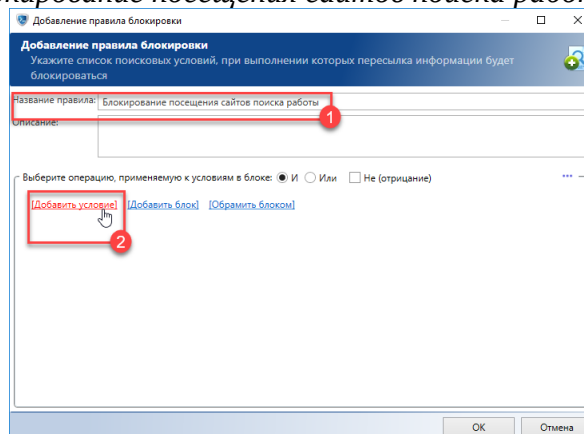 Добавление правила блокировки
Добавление правила блокировки
Укажите список поисковых условий, при выполнении которых пересылка информации будет
блокироваться
Название правила: Блокирование посещения сайтов поиска работы
1
Описание:
Выберите операцию, применяемую к условиям в блоке: И Или Не (отрицание) ...
[Добавить условие] [Добавить блок] [Обрамить блоком]
2
OK Отмена